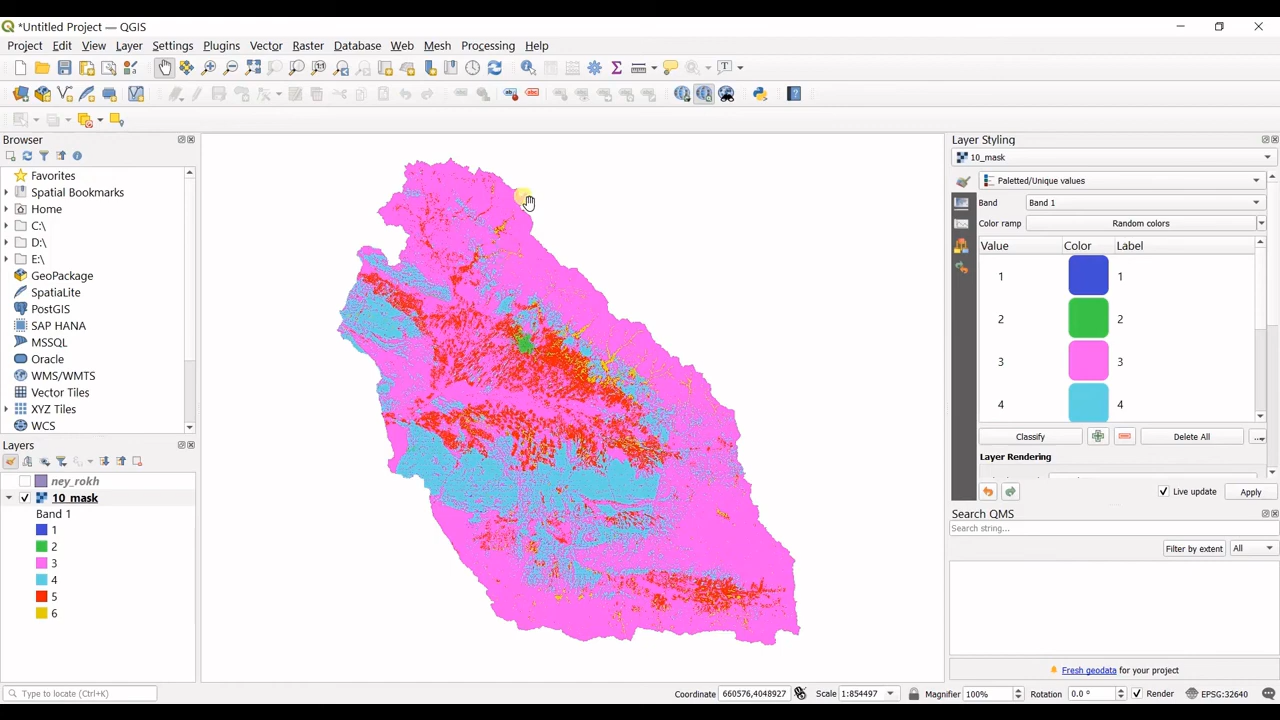 *Untitled Project — QGIS
Project Edit View Layer Settings Plugins Vector Raster Database Web Mesh Processing Help
Browser
Favorites
Spatial Bookmarks
Home
C:\
D:\
E:\
GeoPackage
SpatiaLite
PostGIS
SAP HANA
MSSQL
Oracle
WMS/WMTS
Vector Tiles
XYZ Tiles
WCS
Layers
ney_rokh
10_mask
Band 1
1
2
3
4
5
6
Type to locate (Ctrl+K)
Layer Styling
10_mask
Paletted/Unique values
Band Band 1
Color ramp Random colors
Value Color Label
1 1
2 2
3 3
4 4
Classify Delete All ...
Layer Rendering
Live update Apply
Search QMS
Search string...
Filter by extent All
Fresh geodata for your project
Coordinate 660576,4048927 Scale 1:854497 Magnifier 100% Rotation 0.0 ° Render EPSG:32640